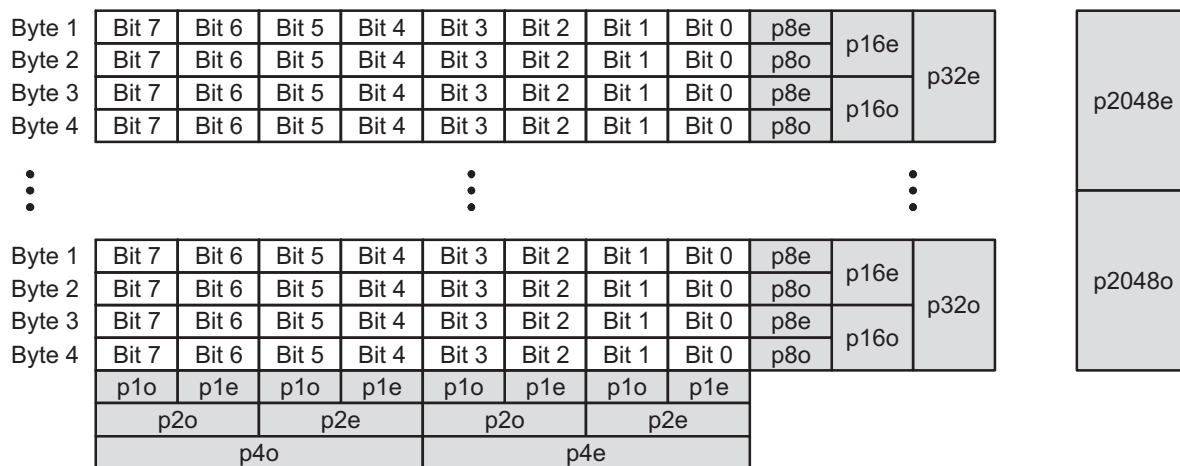 Byte 1 Bit 7 Bit 6 Bit 5 Bit 4 Bit 3 Bit 2 Bit 1 Bit 0 p8e p16e p32e p2048e
Byte 2 Bit 7 Bit 6 Bit 5 Bit 4 Bit 3 Bit 2 Bit 1 Bit 0 p8o
Byte 3 Bit 7 Bit 6 Bit 5 Bit 4 Bit 3 Bit 2 Bit 1 Bit 0 p8e p16o
Byte 4 Bit 7 Bit 6 Bit 5 Bit 4 Bit 3 Bit 2 Bit 1 Bit 0 p8o
Byte 1 Bit 7 Bit 6 Bit 5 Bit 4 Bit 3 Bit 2 Bit 1 Bit 0 p8e p16e p32o p2048o
Byte 2 Bit 7 Bit 6 Bit 5 Bit 4 Bit 3 Bit 2 Bit 1 Bit 0 p8o
Byte 3 Bit 7 Bit 6 Bit 5 Bit 4 Bit 3 Bit 2 Bit 1 Bit 0 p8e p16o
Byte 4 Bit 7 Bit 6 Bit 5 Bit 4 Bit 3 Bit 2 Bit 1 Bit 0 p8o
p1o p1e p1o p1e p1o p1e p1o p1e
p2o p2e p2o p2e
p4o p4e